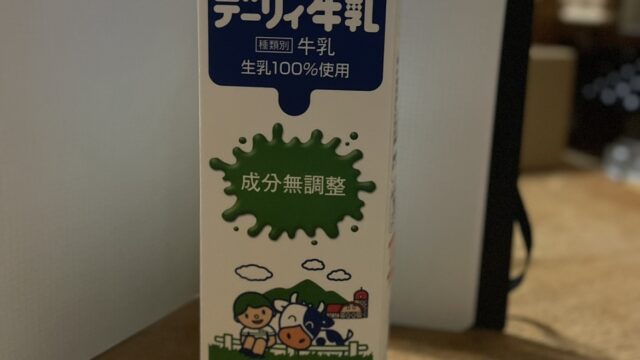 デーリィ牛乳
種類別 牛乳
生乳100%使用
成分無調整